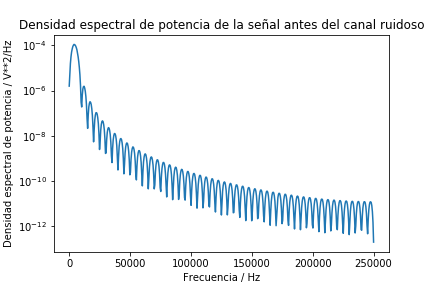 Densidad espectral de potencia de la señal antes del canal ruidoso
Densidad espectral de potencia / V**2/Hz
10⁻⁴
10⁻⁶
10⁻⁸
10⁻¹⁰
10⁻¹²
0 50000 100000 150000 200000 250000
Frecuencia / Hz